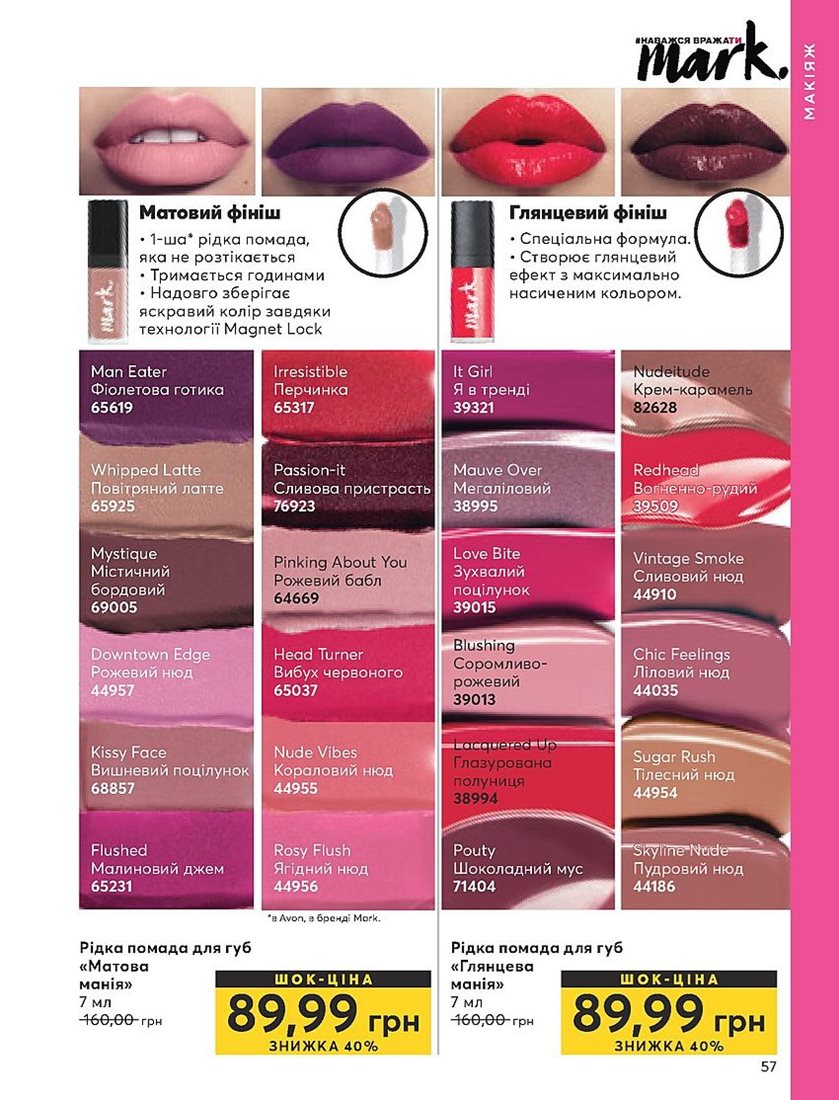 #НАВАЖСЯ ВРАЖАТИ
mark.
МАКІЯЖ
Матовий фініш
• 1-ша* рідка помада,
яка не розтікається
• Тримається годинами
• Надовго зберігає
яскравий колір завдяки
технології Magnet Lock
mark.
Глянцевий фініш
• Спеціальна формула.
• Створює глянцевий
ефект з максимально
насиченим кольором.
mark.
Man Eater
Фіолетова готика
65619
Whipped Latte
Повітряний латте
65925
Mystique
Містичний
бордовий
69005
Downtown Edge
Рожевий нюд
44957
Kissy Face
Вишневий поцілунок
68857
Flushed
Малиновий джем
65231
Irresistible
Перчинка
65317
Passion-it
Сливова пристрасть
76923
Pinking About You
Рожевий бабл
64669
Head Turner
Вибух червоного
65037
Nude Vibes
Кораловий нюд
44955
Rosy Flush
Ягідний нюд
44956
*в Avon, в бренді Mark.
It Girl
Я в тренді
39321
Mauve Over
Мегаліловий
38995
Love Bite
Зухвалий
поцілунок
39015
Blushing
Соромливо-
рожевий
39013
Lacquered Up
Глазурована
полуниця
38994
Pouty
Шоколадний мус
71404
Nudeitude
Крем-карамель
82628
Redhead
Вогненно-рудий
39509
Vintage Smoke
Сливовий нюд
44910
Chic Feelings
Ліловий нюд
44035
Sugar Rush
Тілесний нюд
44954
Skyline Nude
Пудровий нюд
44186
Рідка помада для губ
«Матова
манія»
7 мл
160,00 грн
ШОК-ЦІНА
89,99 грн
ЗНИЖКА 40%
Рідка помада для губ
«Глянцева
манія»
7 мл
160,00 грн
ШОК-ЦІНА
89,99 грн
ЗНИЖКА 40%
57